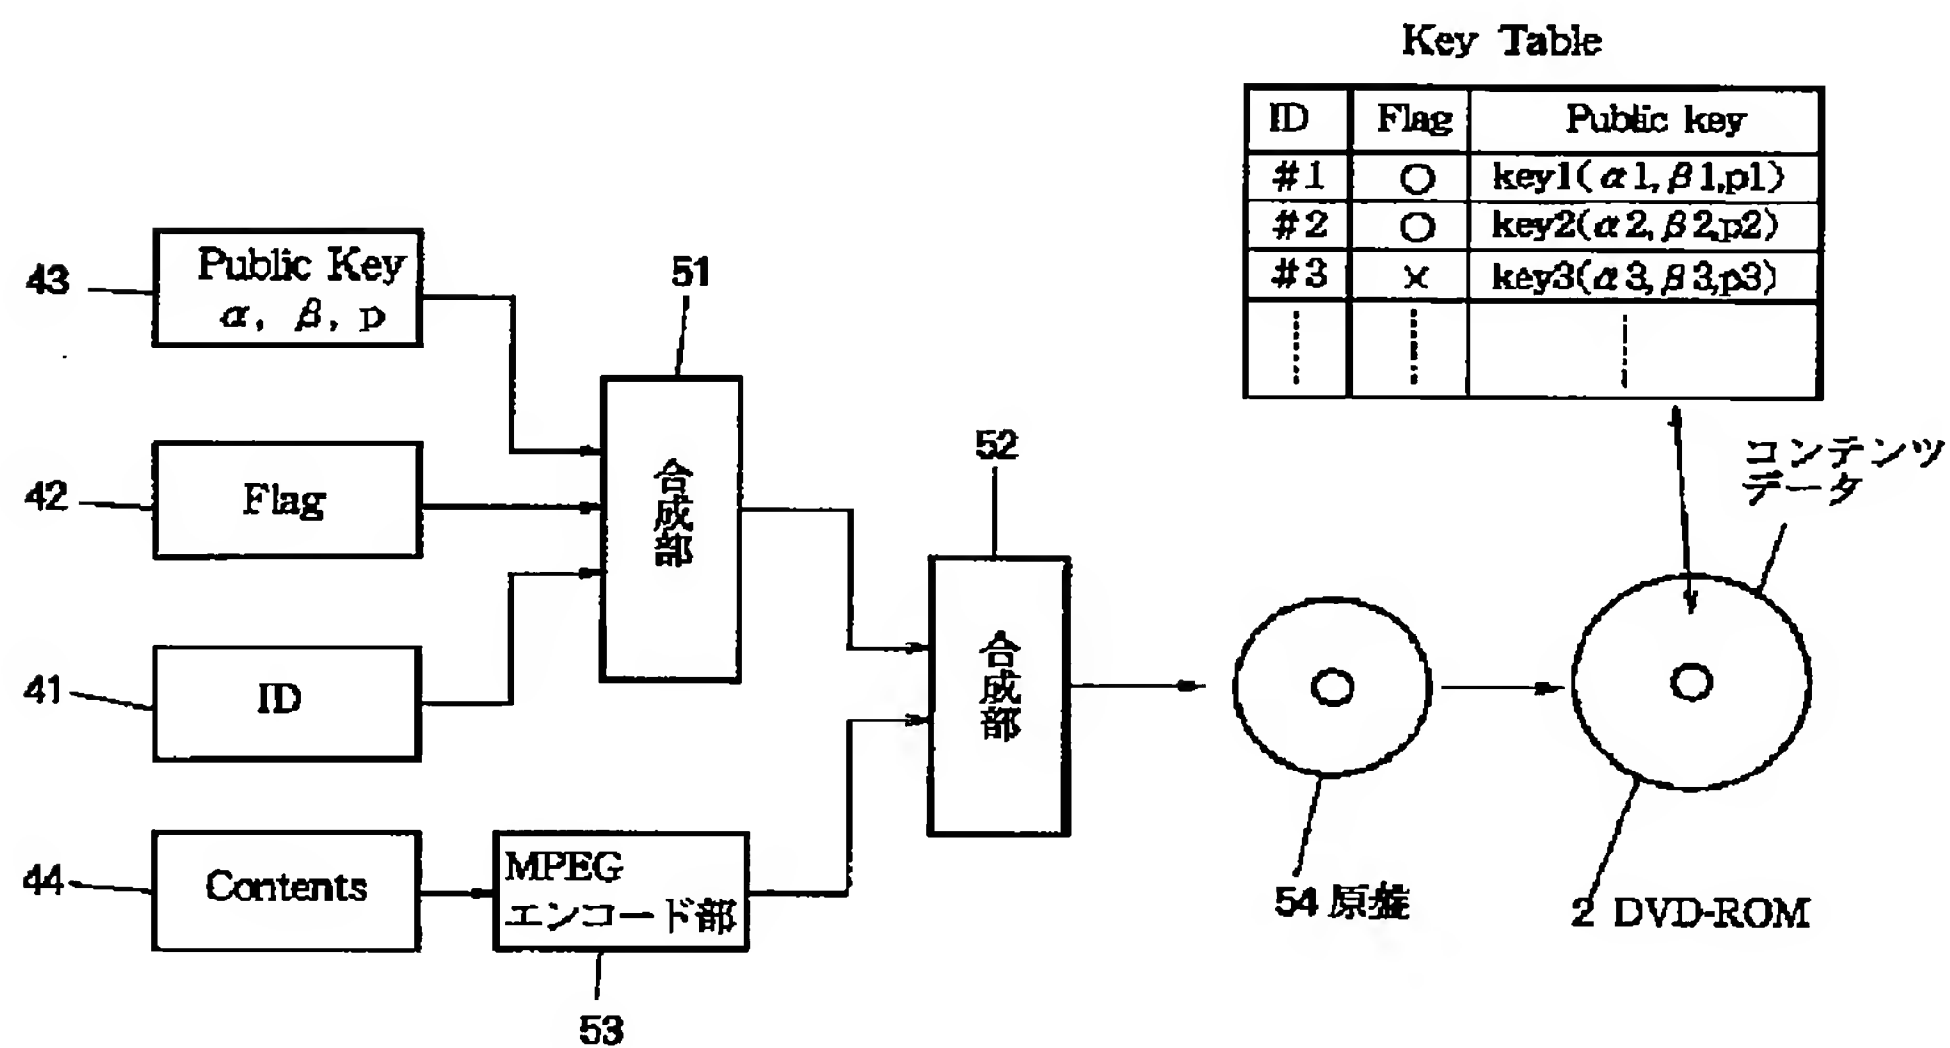 Key Table
ID Flag Public key
#1 ○ key1(α1,β1,p1)
#2 ○ key2(α2,β2,p2)
#3 × key3(α3,β3,p3)
コンテンツ
データ
43
Public Key
α, β, p
42
Flag
41
ID
44
Contents
51
合成部
52
合成部
MPEG
エンコード部
53
54 原盤
2 DVD-ROM